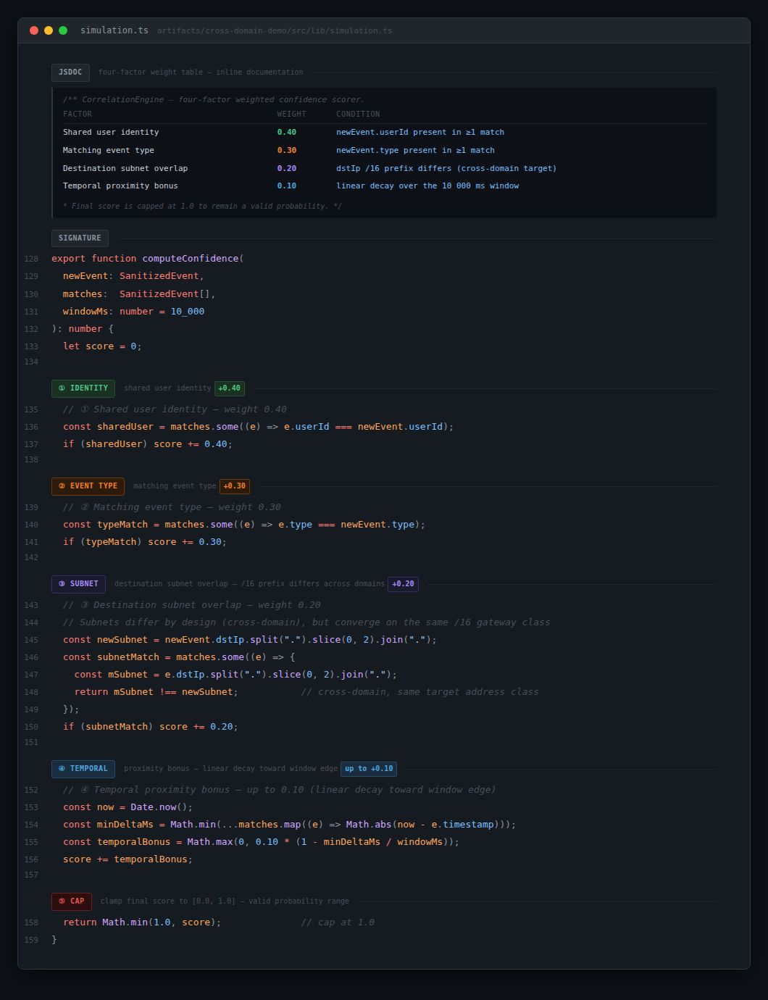 simulation.ts artifacts/cross-domain-demo/src/lib/simulation.ts
JSDOC four-factor weight table — inline documentation
/** CorrelationEngine — four-factor weighted confidence scorer.
FACTOR WEIGHT CONDITION
Shared user identity 0.40 newEvent.userId present in ≥1 match
Matching event type 0.30 newEvent.type present in ≥1 match
Destination subnet overlap 0.20 dstIp /16 prefix differs (cross-domain target)
Temporal proximity bonus 0.10 linear decay over the 10 000 ms window
* Final score is capped at 1.0 to remain a valid probability. */
SIGNATURE
128 export function computeConfidence(
129   newEvent: SanitizedEvent,
130   matches:  SanitizedEvent[],
131   windowMs: number = 10_000
132 ): number {
133   let score = 0;
134
① IDENTITY shared user identity +0.40
135   // ① Shared user identity — weight 0.40
136   const sharedUser = matches.some((e) => e.userId === newEvent.userId);
137   if (sharedUser) score += 0.40;
138
② EVENT TYPE matching event type +0.30
139   // ② Matching event type — weight 0.30
140   const typeMatch = matches.some((e) => e.type === newEvent.type);
141   if (typeMatch) score += 0.30;
142
③ SUBNET destination subnet overlap — /16 prefix differs across domains +0.20
143   // ③ Destination subnet overlap — weight 0.20
144   // Subnets differ by design (cross-domain), but converge on the same /16 gateway class
145   const newSubnet = newEvent.dstIp.split(".").slice(0, 2).join(".");
146   const subnetMatch = matches.some((e) => {
147     const mSubnet = e.dstIp.split(".").slice(0, 2).join(".");
148     return mSubnet !== newSubnet;           // cross-domain, same target address class
149   });
150   if (subnetMatch) score += 0.20;
151
④ TEMPORAL proximity bonus — linear decay toward window edge up to +0.10
152   // ④ Temporal proximity bonus — up to 0.10 (linear decay toward window edge)
153   const now = Date.now();
154   const minDeltaMs = Math.min(...matches.map((e) => Math.abs(now - e.timestamp)));
155   const temporalBonus = Math.max(0, 0.10 * (1 - minDeltaMs / windowMs));
156   score += temporalBonus;
157
⑤ CAP clamp final score to [0.0, 1.0] — valid probability range
158   return Math.min(1.0, score);              // cap at 1.0
159 }